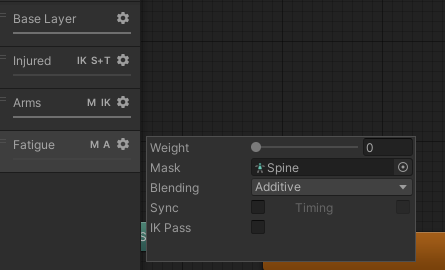 Base Layer
Injured IK S+T
Arms M IK
Fatigue M A
Weight 0
Mask Spine
Blending Additive
Sync Timing
IK Pass
S